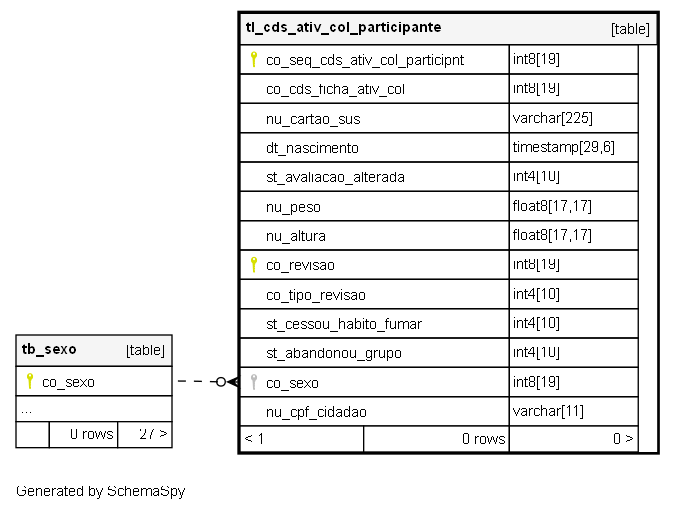 tl_cds_ativ_col_participante [table]
co_seq_cds_ativ_col_participnt int8[19]
co_cds_ficha_ativ_col int8[19]
nu_cartao_sus varchar[225]
dt_nascimento timestamp[29,6]
st_avaliacao_alterada int4[10]
nu_peso float8[17,17]
nu_altura float8[17,17]
co_revisao int8[19]
co_tipo_revisao int4[10]
st_cessou_habito_fumar int4[10]
st_abandonou_grupo int4[10]
co_sexo int8[19]
nu_cpf_cidadao varchar[11]
< 1 0 rows 0 >
tb_sexo [table]
co_sexo
...
0 rows 27 >
Generated by SchemaSpy